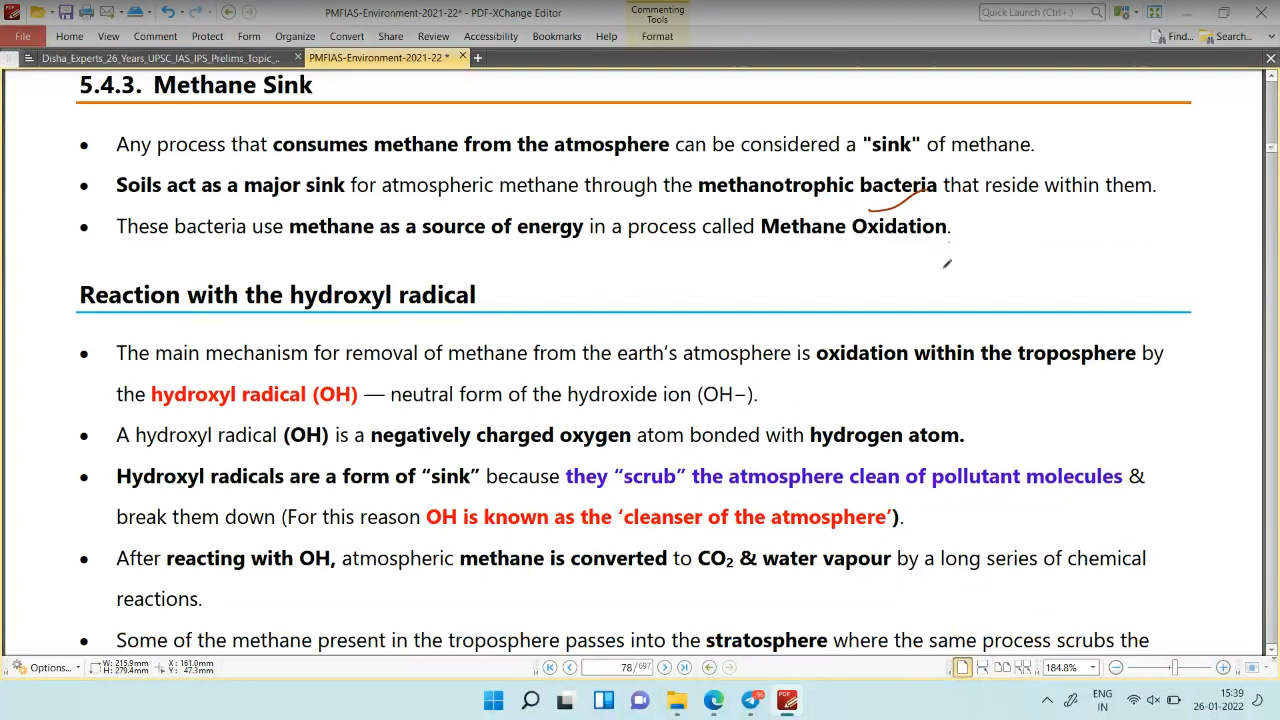 PMFIAS-Environment-2021-22* - PDF-XChange Editor
Commenting Tools
Quick Launch (Ctrl+.)
File Home View Comment Protect Form Organize Convert Share Review Accessibility Bookmarks Help Format Find... Search...
Disha_Experts_26_Years_UPSC_IAS_IPS_Prelims_Topic_.. PMFIAS-Environment-2021-22 *
5.4.3. Methane Sink
• Any process that consumes methane from the atmosphere can be considered a "sink" of methane.
• Soils act as a major sink for atmospheric methane through the methanotrophic bacteria that reside within them.
• These bacteria use methane as a source of energy in a process called Methane Oxidation.
Reaction with the hydroxyl radical
• The main mechanism for removal of methane from the earth's atmosphere is oxidation within the troposphere by
the hydroxyl radical (OH) — neutral form of the hydroxide ion (OH−).
• A hydroxyl radical (OH) is a negatively charged oxygen atom bonded with hydrogen atom.
• Hydroxyl radicals are a form of “sink” because they “scrub” the atmosphere clean of pollutant molecules &
break them down (For this reason OH is known as the ‘cleanser of the atmosphere’).
• After reacting with OH, atmospheric methane is converted to CO₂ & water vapour by a long series of chemical
reactions.
• Some of the methane present in the troposphere passes into the stratosphere where the same process scrubs the
Options... W: 215.9mm X: 161.0mm 78 / 697 184.8%
H: 279.4mm Y: 47.3mm
ENG 15:39
IN 26-01-2022